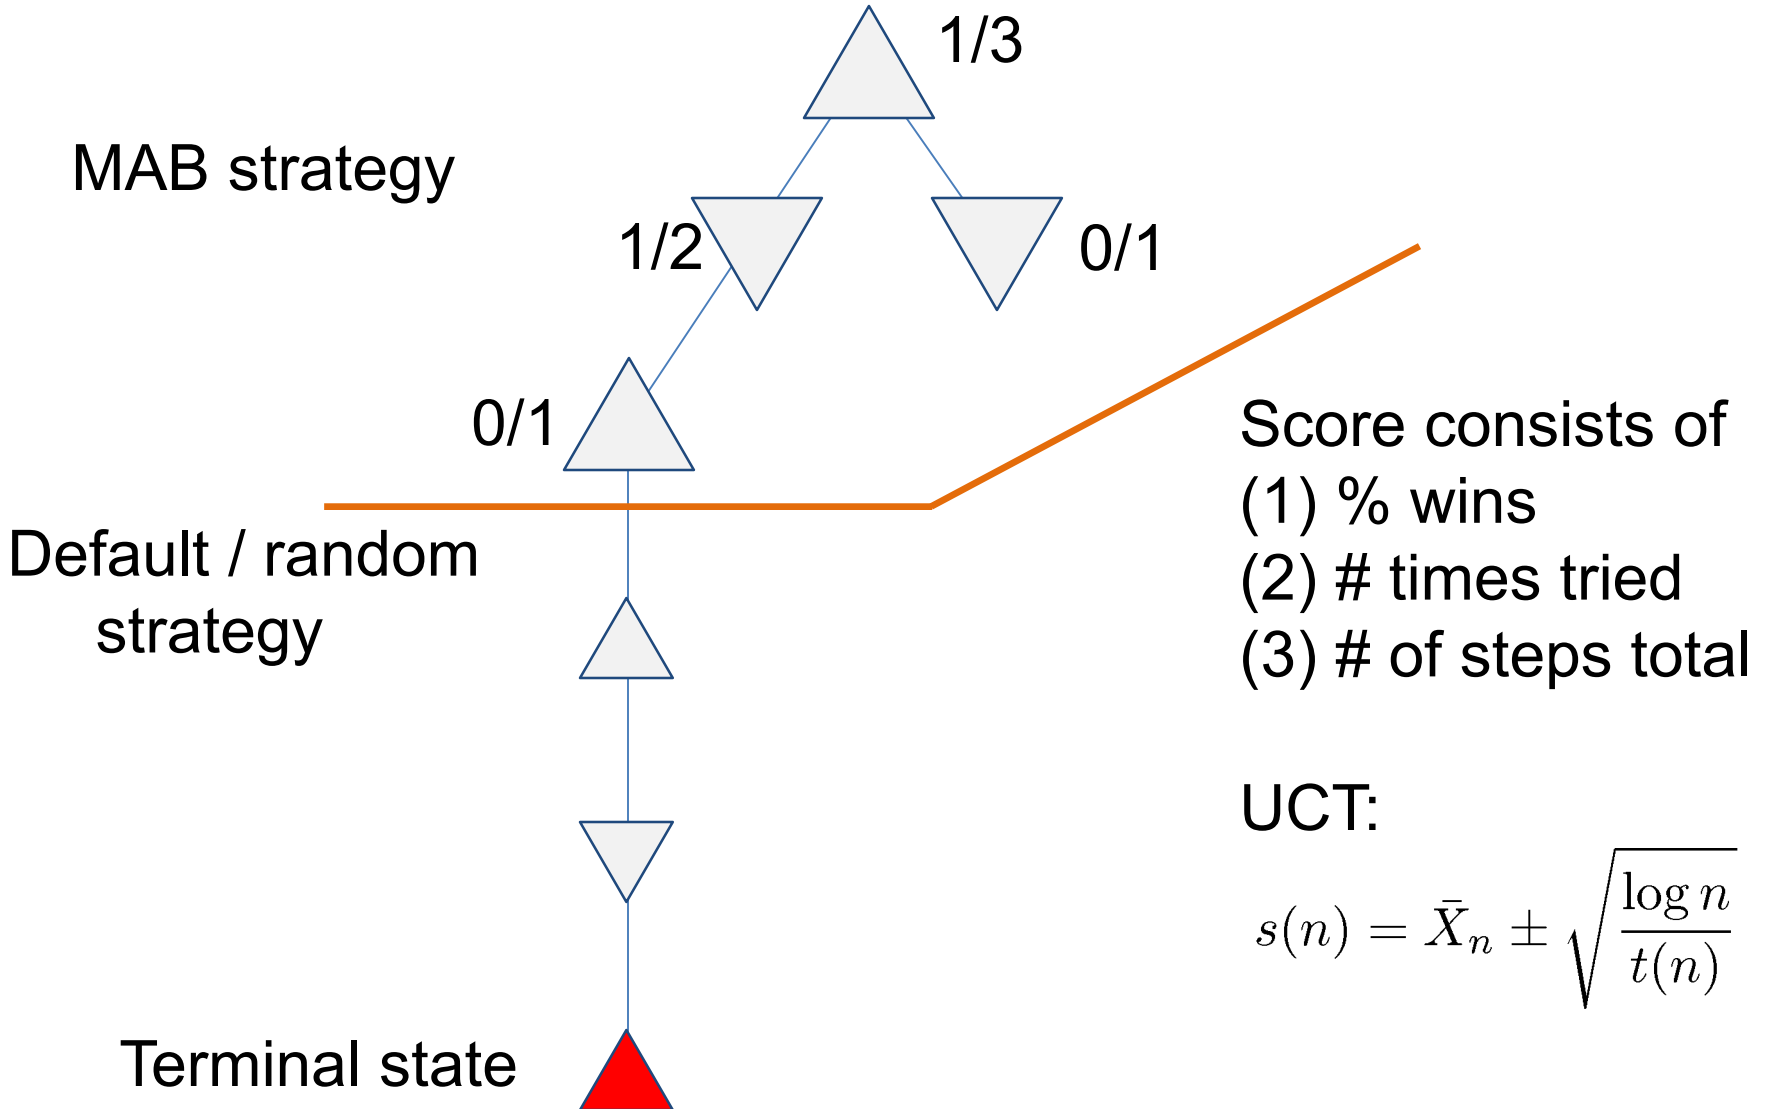 1/3
MAB strategy
1/2
0/1
0/1
Default / random
strategy
Terminal state
Score consists of
(1) % wins
(2) # times tried
(3) # of steps total
UCT:
s(n) = X̄ₙ ± √(log n / t(n))